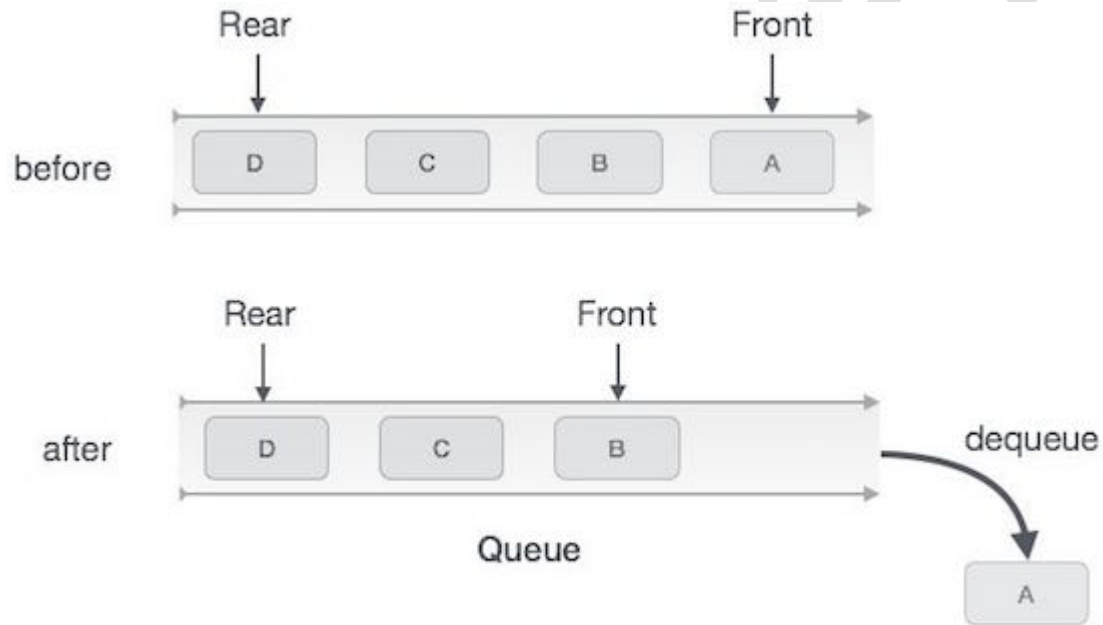 Rear Front
before D C B A
Rear Front
after D C B
dequeue
Queue
A